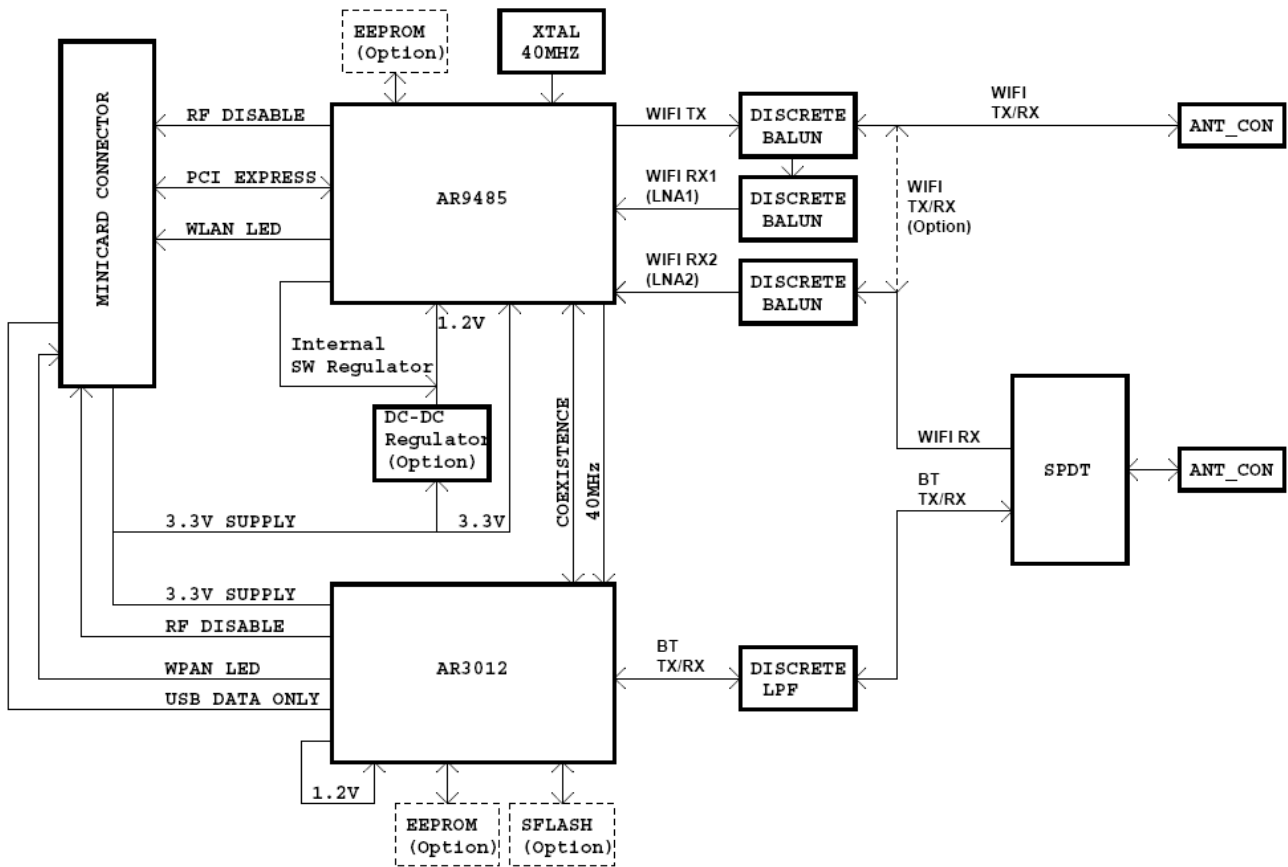 EEPROM
(Option)
XTAL
40MHZ
MINICARD CONNECTOR
RF DISABLE
PCI EXPRESS
WLAN LED
AR9485
WIFI TX
WIFI RX1
(LNA1)
WIFI RX2
(LNA2)
DISCRETE
BALUN
DISCRETE
BALUN
DISCRETE
BALUN
WIFI
TX/RX
ANT_CON
WIFI
TX/RX
(Option)
1.2V
Internal
SW Regulator
DC-DC
Regulator
(Option)
COEXISTENCE
40MHz
3.3V SUPPLY
3.3V
WIFI RX
BT
TX/RX
SPDT
ANT_CON
3.3V SUPPLY
RF DISABLE
WPAN LED
USB DATA ONLY
AR3012
BT
TX/RX
DISCRETE
LPF
1.2V
EEPROM
(Option)
SFLASH
(Option)